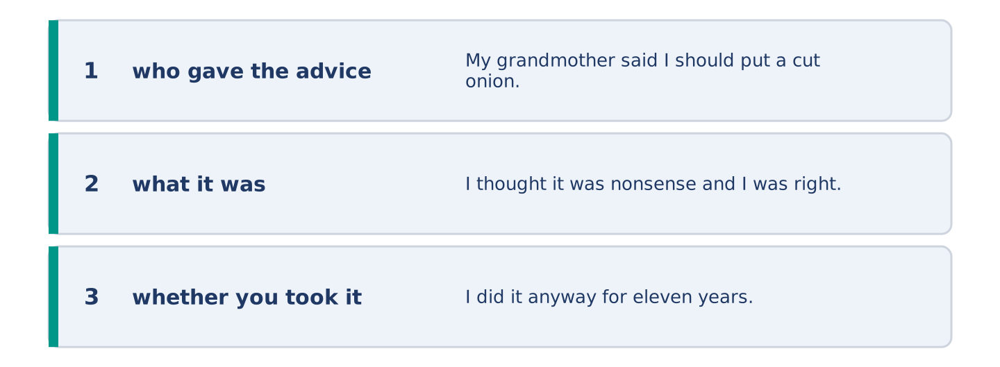 1 who gave the advice My grandmother said I should put a cut
onion.
2 what it was I thought it was nonsense and I was right.
3 whether you took it I did it anyway for eleven years.